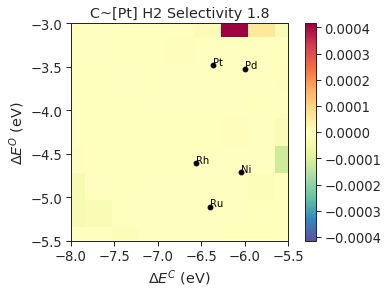 C~[Pt] H2 Selectivity 1.8
−3.0
−3.5
−4.0
−4.5
−5.0
−5.5
ΔE^O (eV)
Pt
Pd
Rh
Ni
Ru
−8.0 −7.5 −7.0 −6.5 −6.0 −5.5
ΔE^C (eV)
0.0004
0.0003
0.0002
0.0001
0.0000
−0.0001
−0.0002
−0.0003
−0.0004